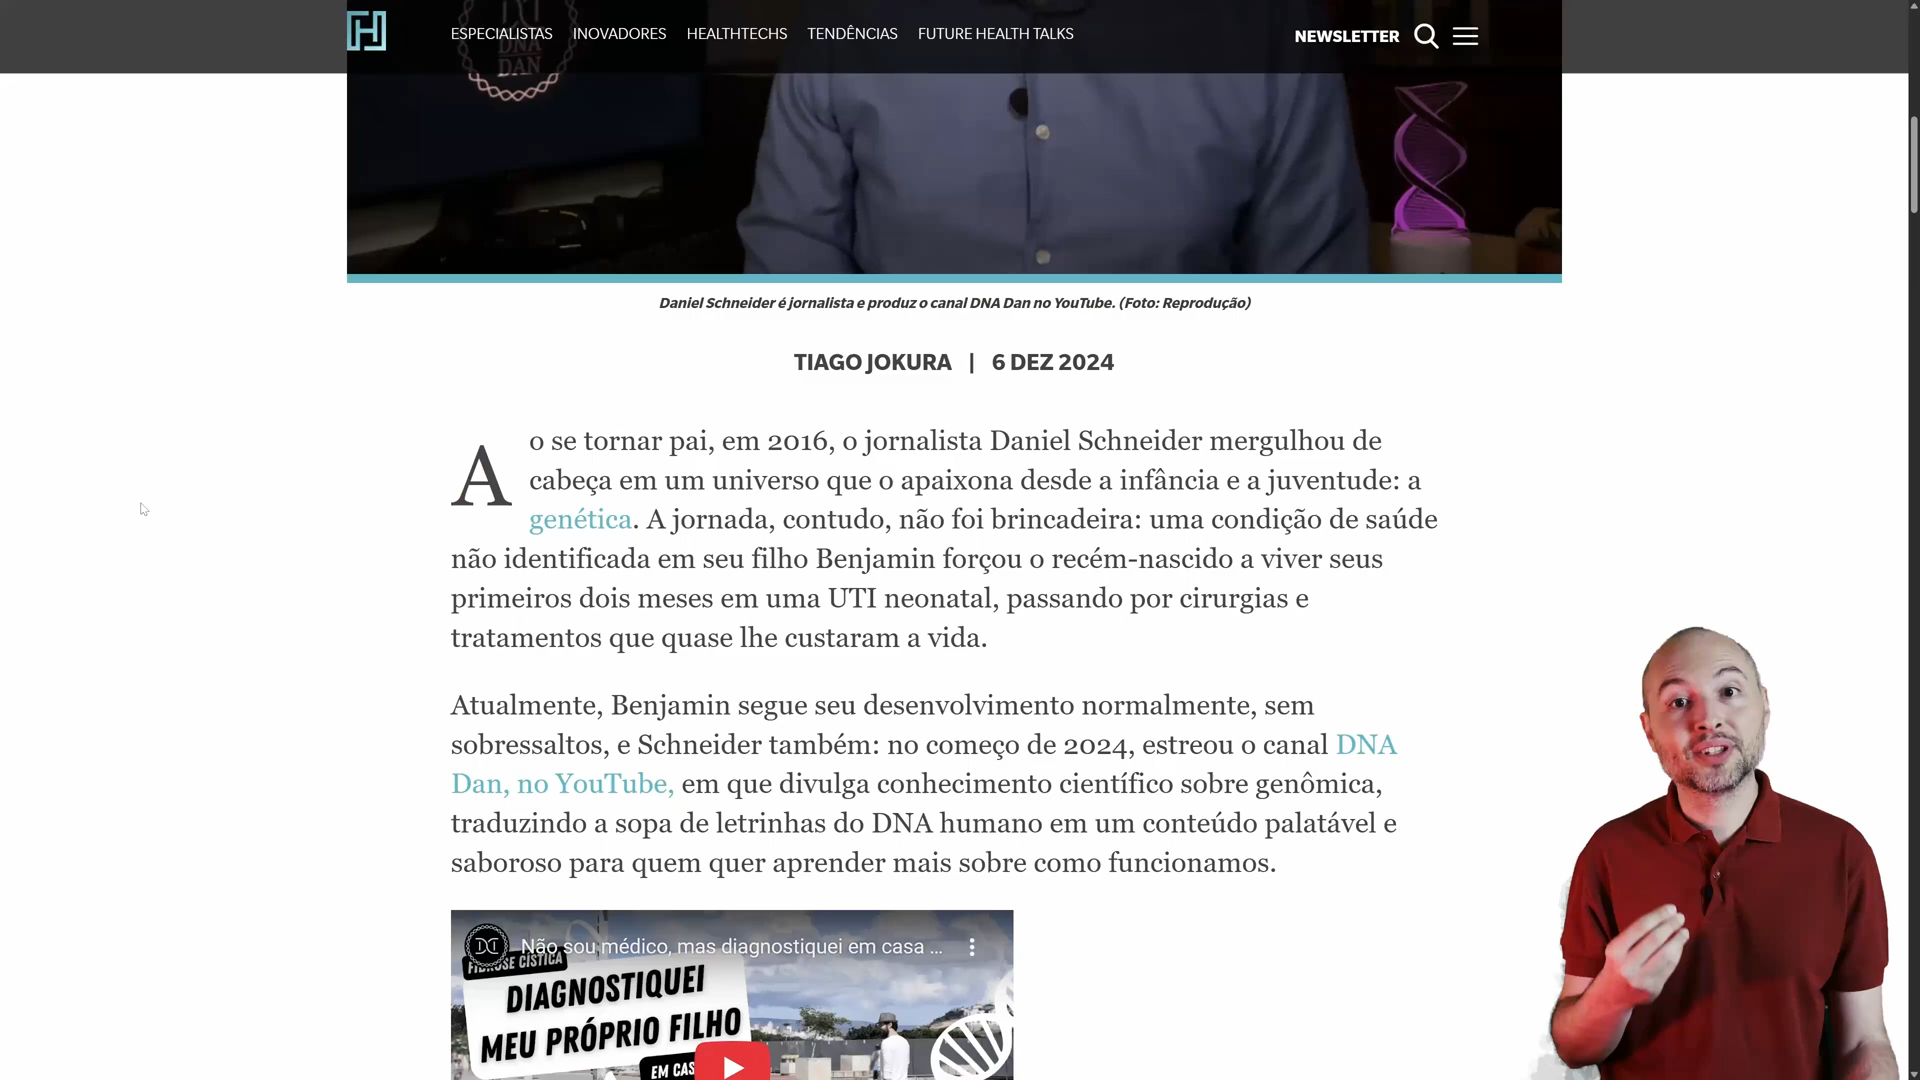 ESPECIALISTAS INOVADORES HEALTHTECHS TENDÊNCIAS FUTURE HEALTH TALKS NEWSLETTER
DNA
DAN
Daniel Schneider é jornalista e produz o canal DNA Dan no YouTube. (Foto: Reprodução)
TIAGO JOKURA | 6 DEZ 2024
Ao se tornar pai, em 2016, o jornalista Daniel Schneider mergulhou de
cabeça em um universo que o apaixona desde a infância e a juventude: a
genética. A jornada, contudo, não foi brincadeira: uma condição de saúde
não identificada em seu filho Benjamin forçou o recém-nascido a viver seus
primeiros dois meses em uma UTI neonatal, passando por cirurgias e
tratamentos que quase lhe custaram a vida.
Atualmente, Benjamin segue seu desenvolvimento normalmente, sem
sobressaltos, e Schneider também: no começo de 2024, estreou o canal DNA
Dan, no YouTube, em que divulga conhecimento científico sobre genômica,
traduzindo a sopa de letrinhas do DNA humano em um conteúdo palatável e
saboroso para quem quer aprender mais sobre como funcionamos.
Não sou médico, mas diagnostiquei em casa ...
FIBROSE CÍSTICA
DIAGNOSTIQUEI
MEU PRÓPRIO FILHO
EM CAS